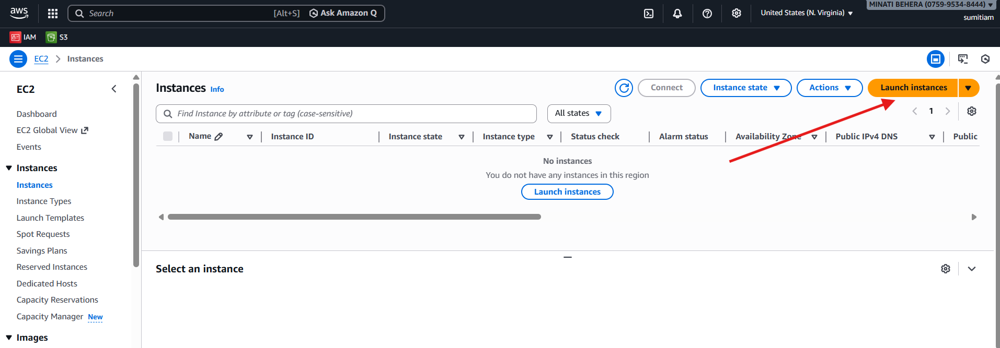 aws
Search [Alt+S] Ask Amazon Q
United States (N. Virginia)
MINATI BEHERA (0759-9534-8444)
sumitiam
IAM S3
EC2 Instances
EC2
Dashboard
EC2 Global View
Events
Instances
Instances
Instance Types
Launch Templates
Spot Requests
Savings Plans
Reserved Instances
Dedicated Hosts
Capacity Reservations
Capacity Manager New
Images
Instances Info
Connect Instance state Actions Launch instances
Find Instance by attribute or tag (case-sensitive) All states 1
Name Instance ID Instance state Instance type Status check Alarm status Availability Zone Public IPv4 DNS Public
No instances
You do not have any instances in this region
Launch instances
Select an instance